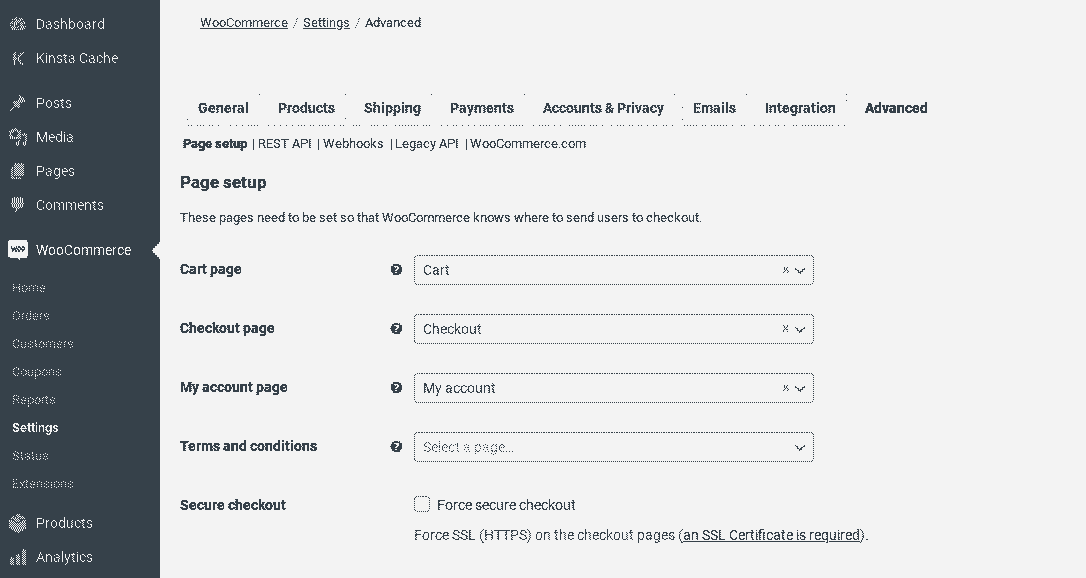 Dashboard
Kinsta Cache
Posts
Media
Pages
Comments
woo WooCommerce
Home
Orders
Customers
Coupons
Reports
Settings
Status
Extensions
Products
Analytics
WooCommerce / Settings / Advanced
General Products Shipping Payments Accounts & Privacy Emails Integration Advanced
Page setup | REST API | Webhooks | Legacy API | WooCommerce.com
Page setup
These pages need to be set so that WooCommerce knows where to send users to checkout.
Cart page ? Cart ×
Checkout page ? Checkout ×
My account page ? My account ×
Terms and conditions ? Select a page...
Secure checkout Force secure checkout
Force SSL (HTTPS) on the checkout pages (an SSL Certificate is required).